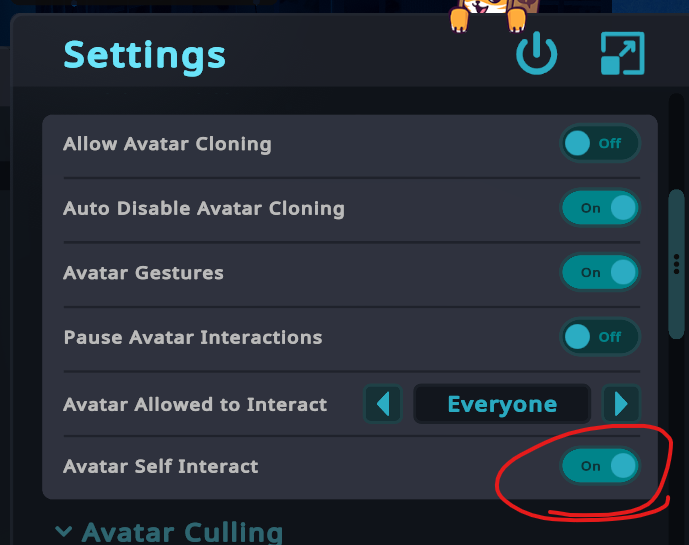 Settings
Allow Avatar Cloning Off
Auto Disable Avatar Cloning On
Avatar Gestures On
Pause Avatar Interactions Off
Avatar Allowed to Interact Everyone
Avatar Self Interact On
Avatar Culling